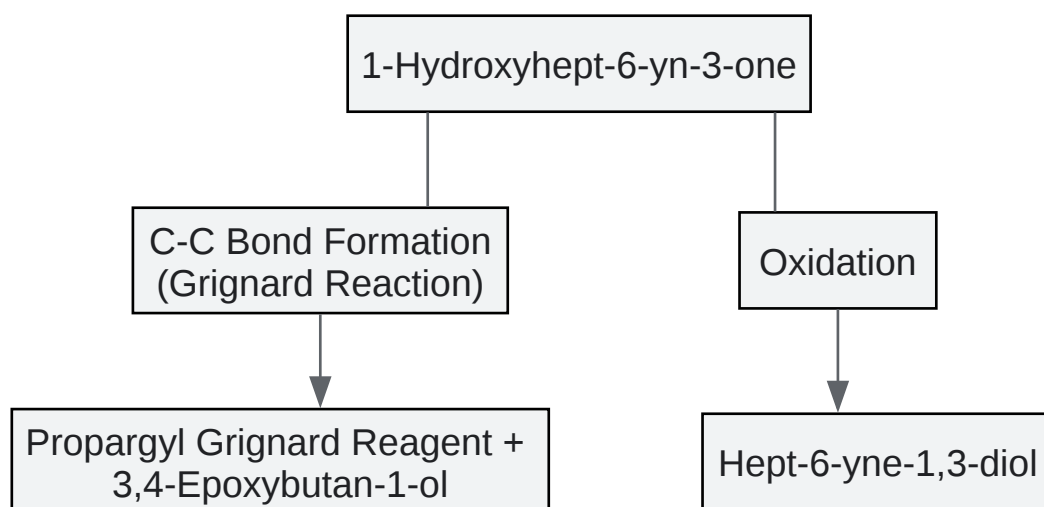 1-Hydroxyhept-6-yn-3-one
C-C Bond Formation
(Grignard Reaction)
Oxidation
Propargyl Grignard Reagent +
3,4-Epoxybutan-1-ol
Hept-6-yne-1,3-diol